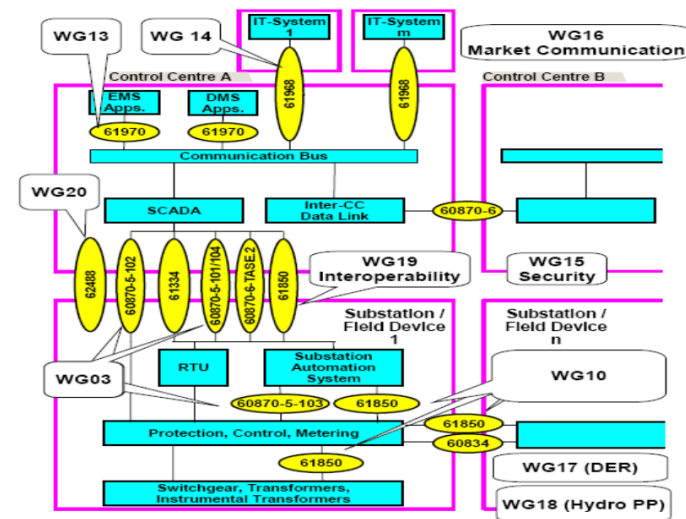 WG13
WG 14
IT-System
1
IT-System
m
WG16
Market Communication
Control Centre A
Control Centre B
EMS
Apps.
DMS
Apps.
61968
61968
61970
61970
Communication Bus
WG20
SCADA
Inter-CC
Data Link
60870-6
62488
60870-5-102
61334
60870-5-101/104
60870-6-TASE.2
61850
WG19
Interoperability
WG15
Security
Substation /
Field Device
1
Substation /
Field Device
n
WG03
RTU
Substation
Automation
System
WG10
60870-5-103
61850
61850
60834
Protection, Control, Metering
61850
WG17 (DER)
Switchgear, Transformers,
Instrumental Transformers
WG18 (Hydro PP)